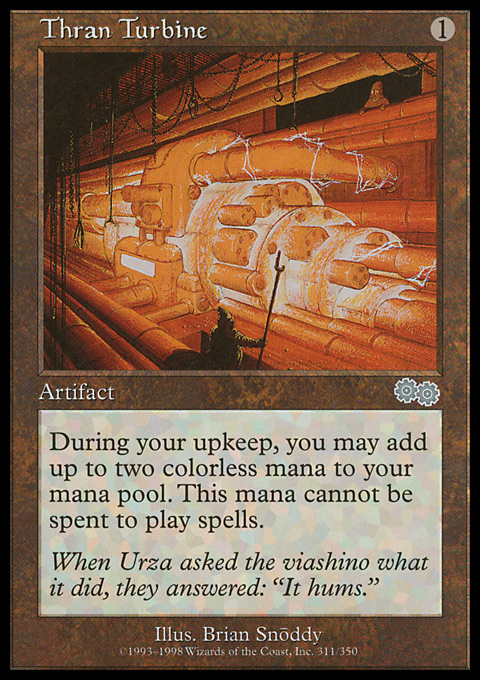 Thran Turbine 1
Artifact
During your upkeep, you may add
up to two colorless mana to your
mana pool. This mana cannot be
spent to play spells.
When Urza asked the viashino what
it did, they answered: “It hums.”
Illus. Brian Snōddy
©1993–1998 Wizards of the Coast, Inc. 311/350